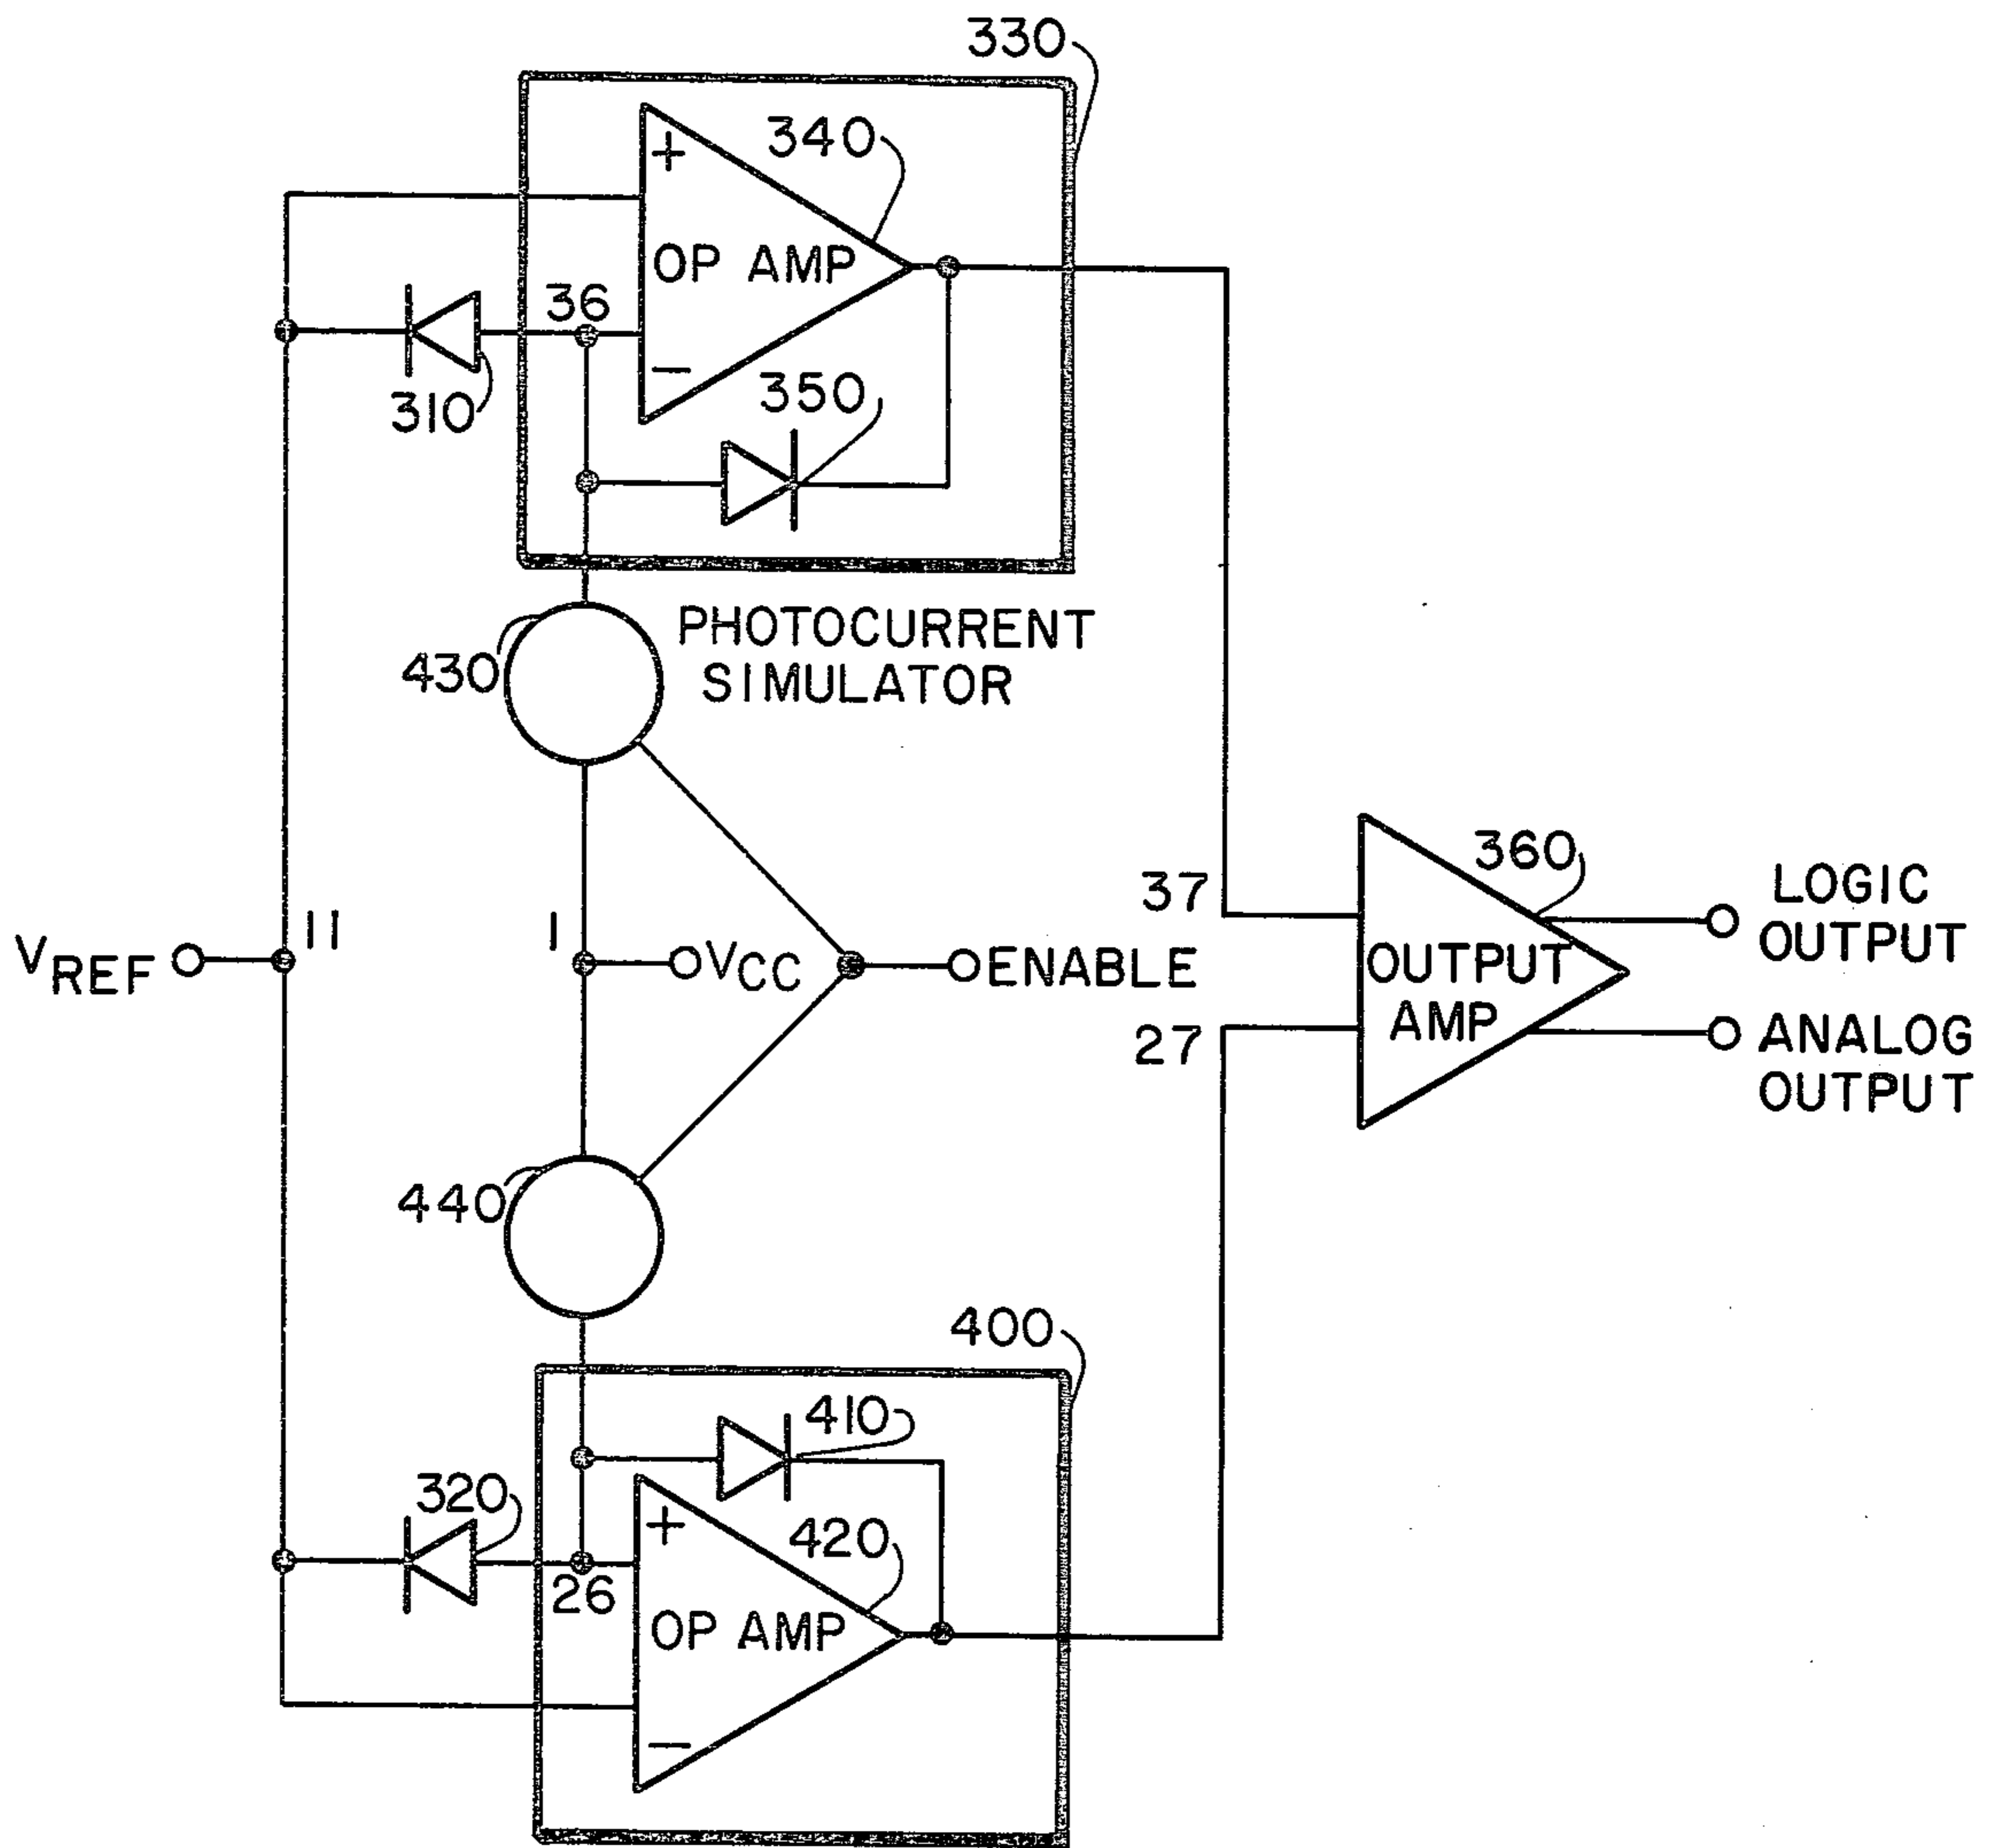 330
+
340
OP AMP
36
310
−
350
PHOTOCURRENT
SIMULATOR
430
37
360
LOGIC
OUTPUT
VREF
11
1
VCC
ENABLE
OUTPUT
AMP
27
ANALOG
OUTPUT
440
400
410
320
+
420
26
OP AMP
−